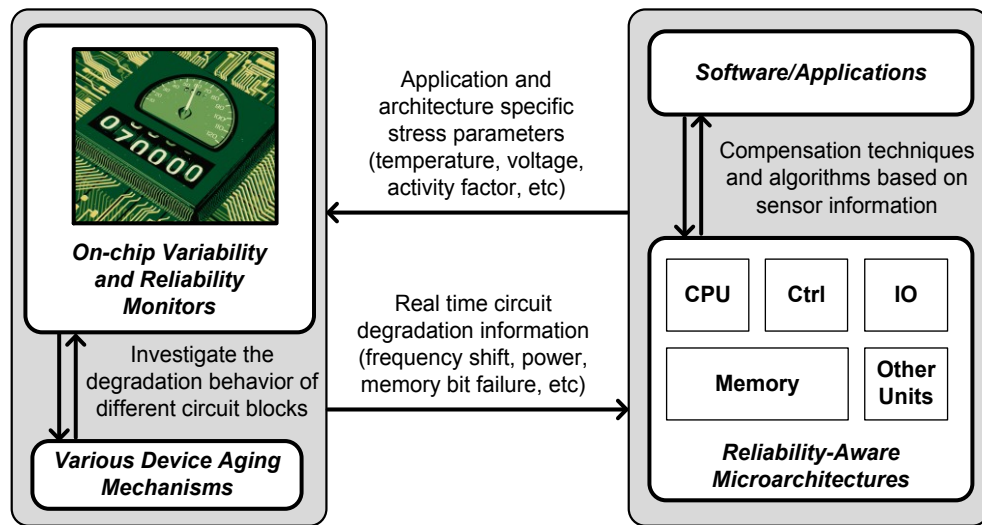 070000
On-chip Variability
and Reliability
Monitors
Investigate the
degradation behavior of
different circuit blocks
Various Device Aging
Mechanisms
Application and
architecture specific
stress parameters
(temperature, voltage,
activity factor, etc)
Real time circuit
degradation information
(frequency shift, power,
memory bit failure, etc)
Software/Applications
Compensation techniques
and algorithms based on
sensor information
CPU
Ctrl
IO
Memory
Other
Units
Reliability-Aware
Microarchitectures